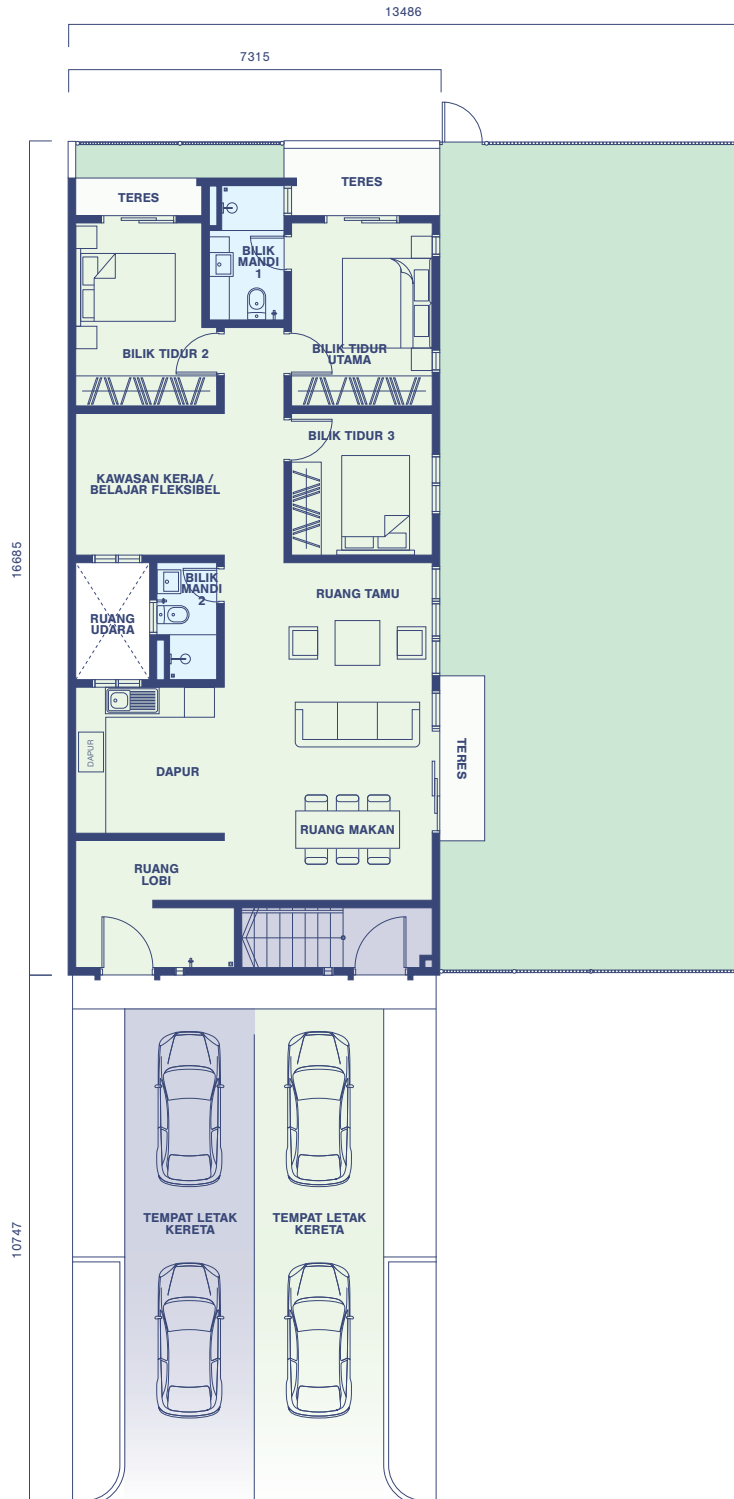 13486
7315
TERES
TERES
BILIK
MANDI
1
BILIK TIDUR 2
BILIK TIDUR
UTAMA
BILIK TIDUR 3
KAWASAN KERJA /
BELAJAR FLEKSIBEL
16685
BILIK
MANDI
2
RUANG TAMU
RUANG
UDARA
TERES
DAPUR
DAPUR
RUANG MAKAN
RUANG
LOBI
TEMPAT LETAK
KERETA
TEMPAT LETAK
KERETA
10747